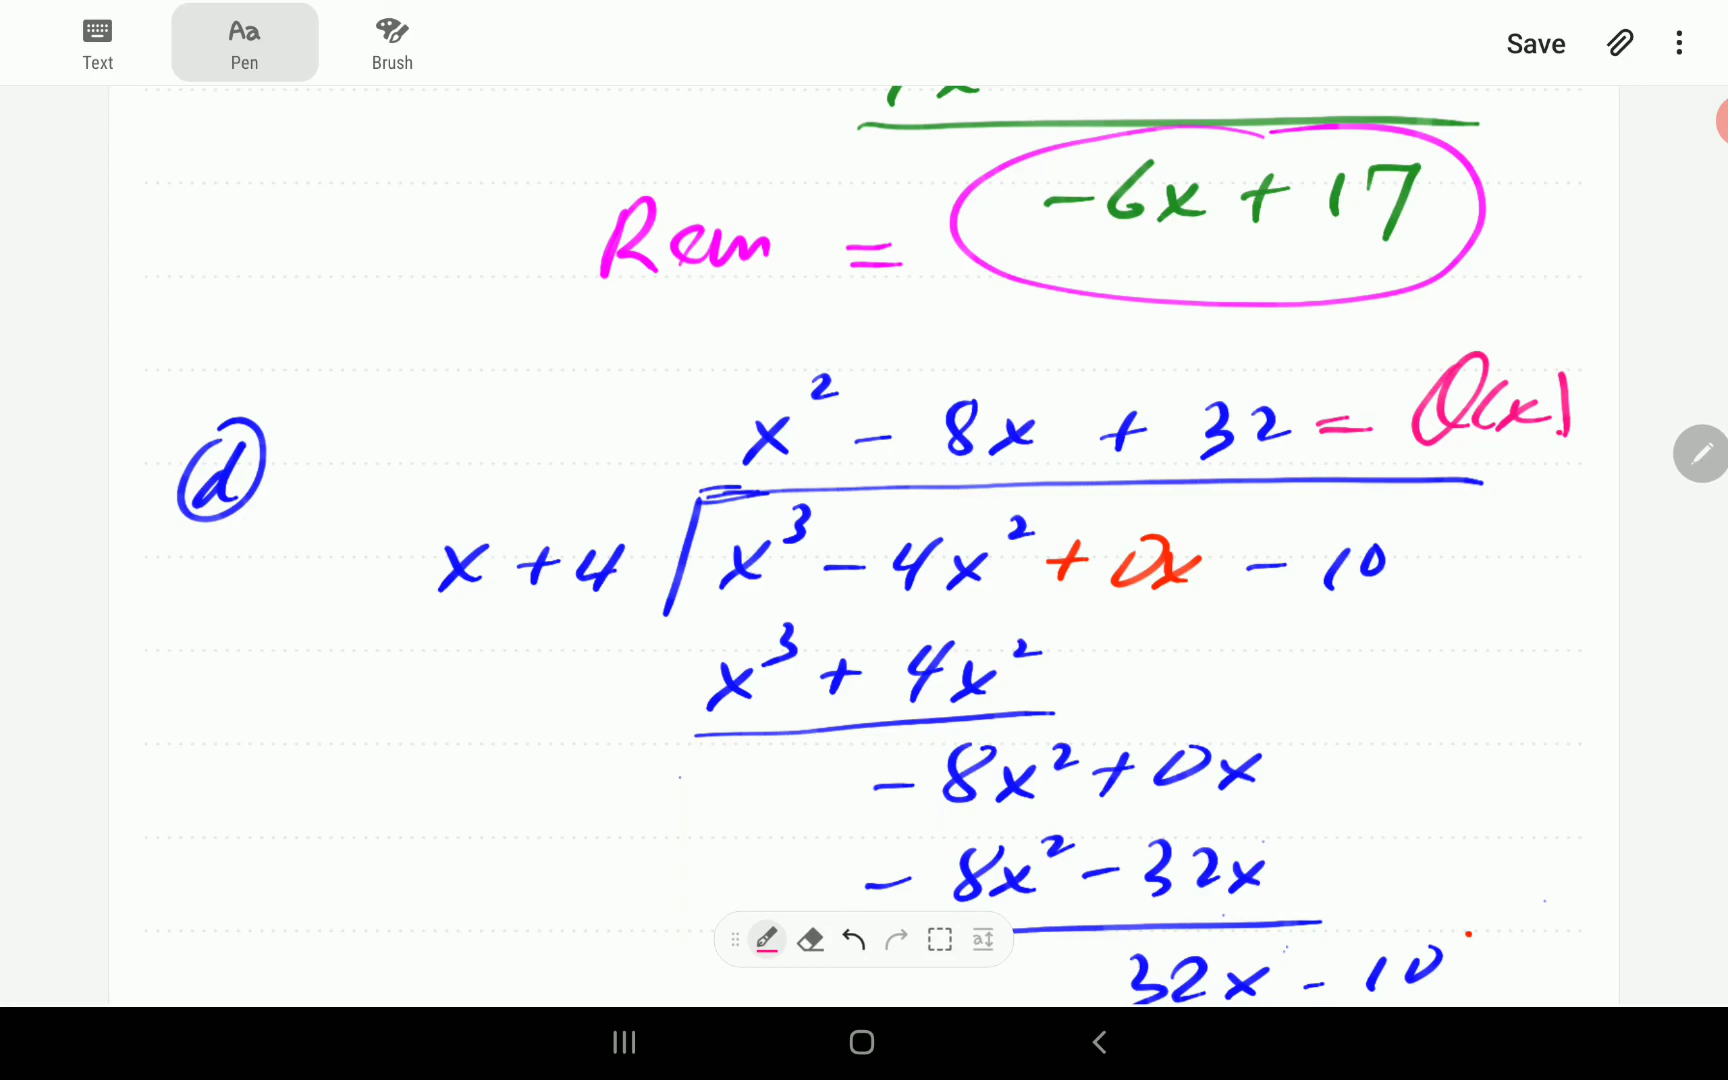 Text Pen Brush Save
-6x + 17
Rem =
x² - 8x + 32 = Q(x)
d
x + 4 x³ - 4x² + 0x - 10
x³ + 4x²
- 8x² + 0x
- 8x² - 32x
32x - 10